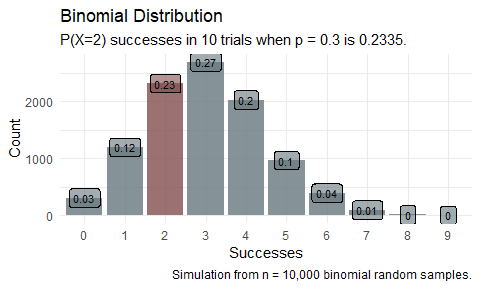 Binomial Distribution
P(X=2) successes in 10 trials when p = 0.3 is 0.2335.
0.27
0.23
2000
0.2
0.12
1000
0.1
0.04
0.03
0.01
0
0
0
0 1 2 3 4 5 6 7 8 9
Count
Successes
Simulation from n = 10,000 binomial random samples.